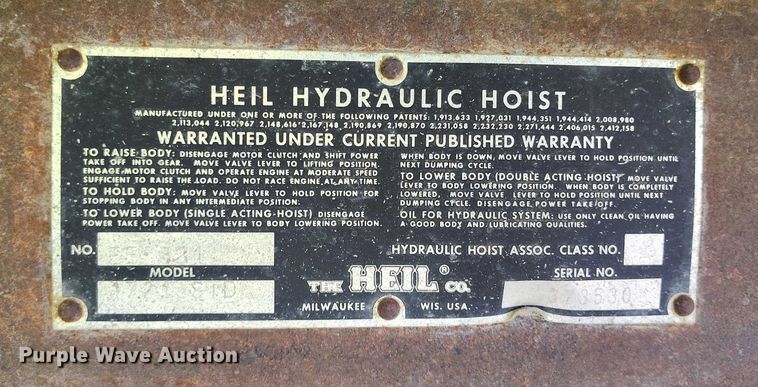 HEIL HYDRAULIC HOIST
MANUFACTURED UNDER ONE OR MORE OF THE FOLLOWING PATENTS: 1,913,633 1,927,031 1,944,351 1,944,414 2,008,980
2,113,044 2,120,967 2,148,616 2,167,148 2,190,869 2,190,870 2,231,058 2,232,230 2,271,444 2,406,015 2,412,158
WARRANTED UNDER CURRENT PUBLISHED WARRANTY
TO RAISE BODY: DISENGAGE MOTOR CLUTCH AND SHIFT POWER
TAKE OFF INTO GEAR. MOVE VALVE LEVER TO LIFTING POSITION.
ENGAGE MOTOR CLUTCH AND OPERATE ENGINE AT MODERATE SPEED
SUFFICIENT TO RAISE THE LOAD. DO NOT RACE ENGINE AT ANY TIME.
TO HOLD BODY: MOVE VALVE LEVER TO HOLD POSITION FOR
STOPPING BODY IN ANY INTERMEDIATE POSITION.
TO LOWER BODY (SINGLE ACTING HOIST) DISENGAGE
POWER TAKE OFF. MOVE VALVE LEVER TO BODY LOWERING POSITION.
WHEN BODY IS DOWN, MOVE VALVE LEVER TO HOLD POSITION UNTIL
NEXT DUMPING CYCLE.
TO LOWER BODY (DOUBLE ACTING HOIST) MOVE VALVE
LEVER TO BODY LOWERING POSITION. WHEN BODY IS COMPLETELY
LOWERED, MOVE VALVE LEVER TO HOLD POSITION UNTIL NEXT
DUMPING CYCLE. DISENGAGE POWER TAKE OFF.
OIL FOR HYDRAULIC SYSTEM: USE ONLY CLEAN OIL HAVING
A GOOD BODY AND LUBRICATING QUALITIES.
NO.
HYDRAULIC HOIST ASSOC. CLASS NO.
MODEL
THE HEIL® CO.
SERIAL NO.
MILWAUKEE WIS. USA.
Purple Wave Auction